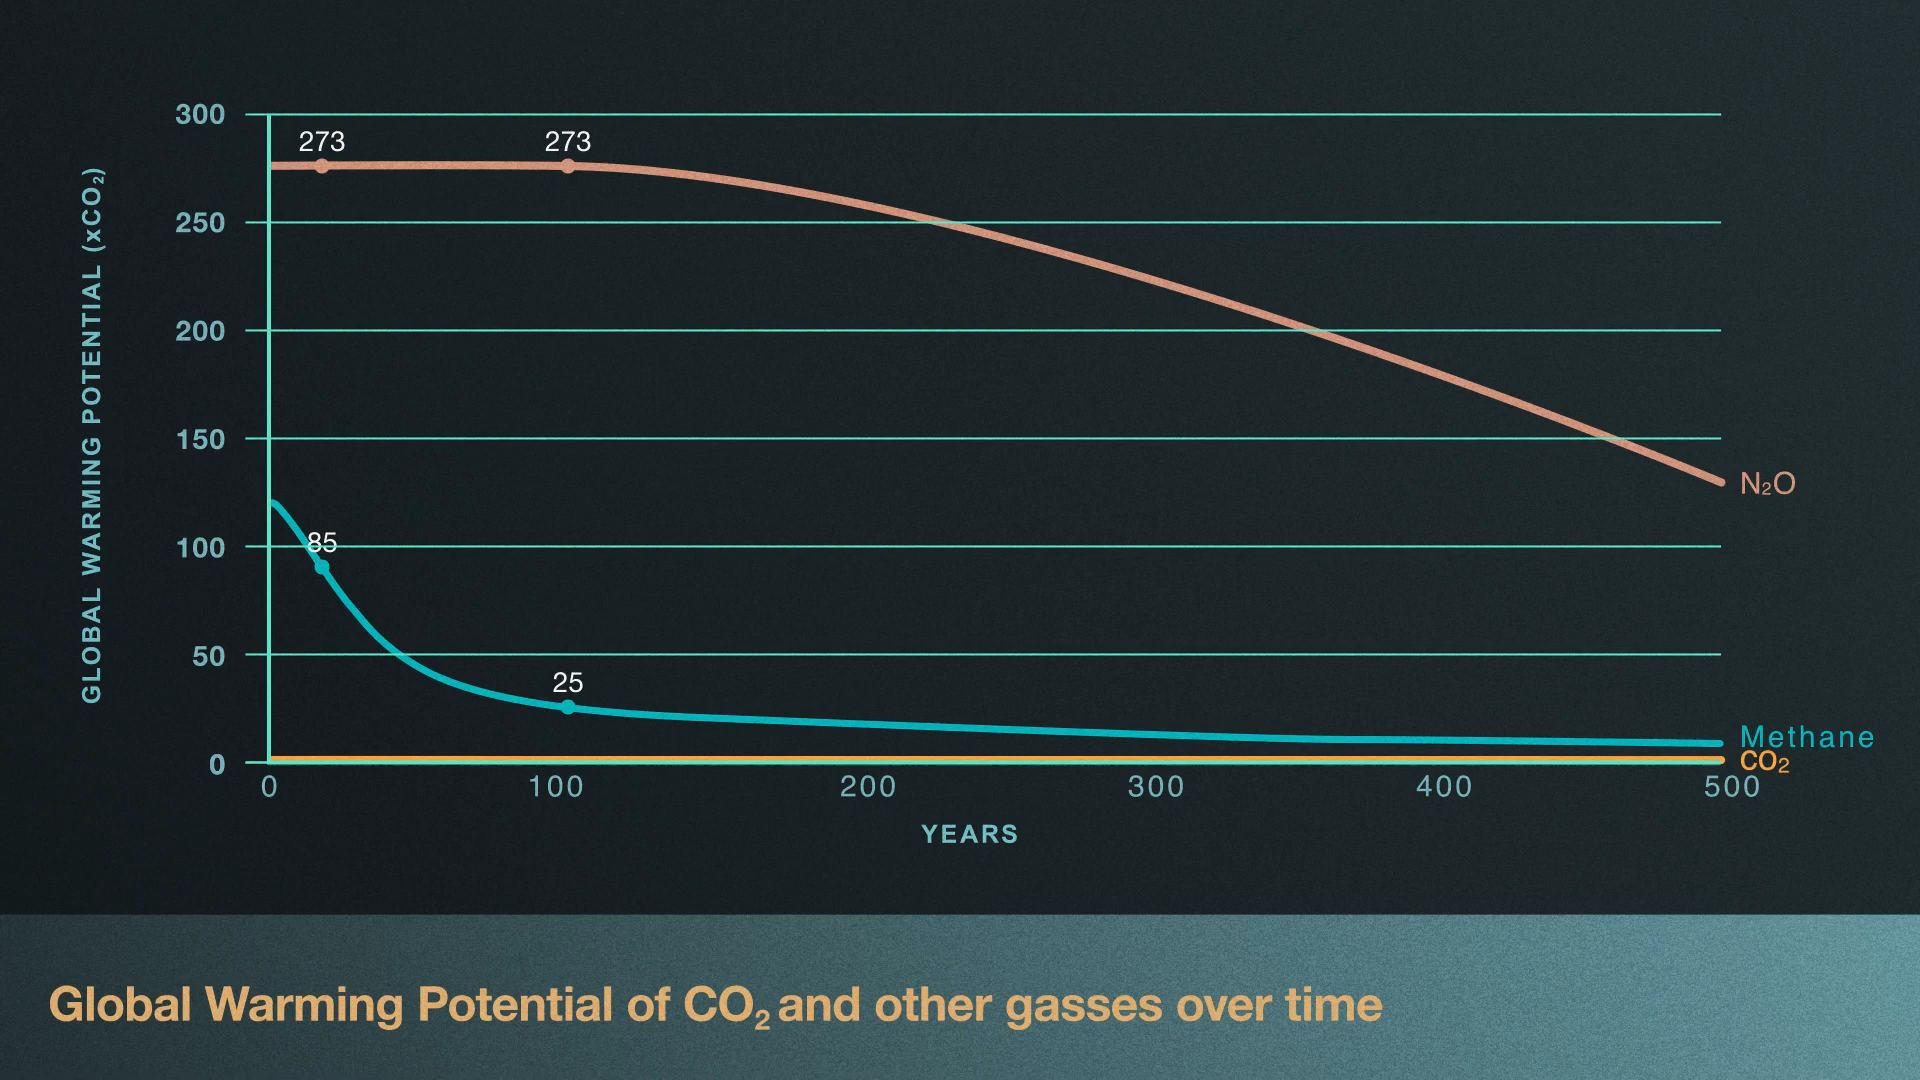 300
273
273
250
200
150
N₂O
100
85
50
25
Methane
CO₂
0
0 100 200 300 400 500
YEARS
GLOBAL WARMING POTENTIAL (xCO₂)
Global Warming Potential of CO₂ and other gasses over time